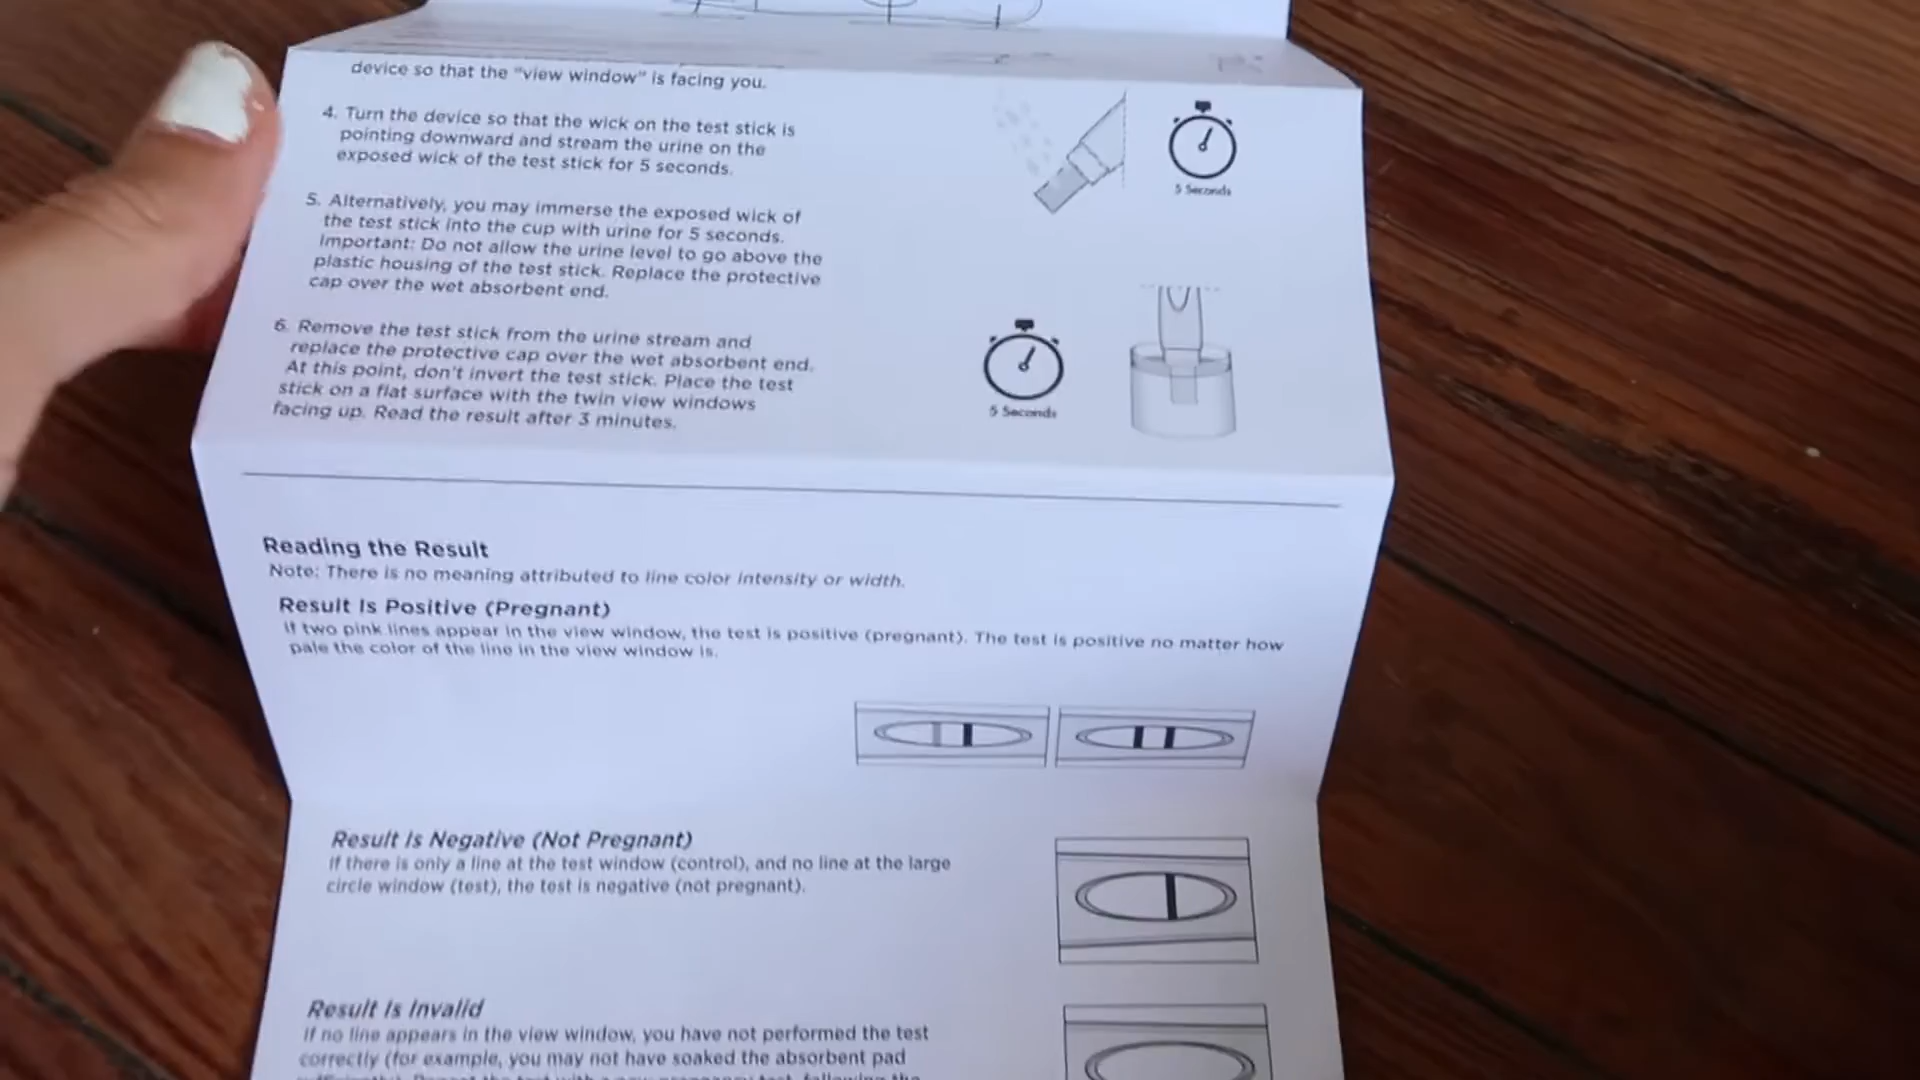 device so that the "view window" is facing you.
4. Turn the device so that the wick on the test stick is
pointing downward and stream the urine on the
exposed wick of the test stick for 5 seconds.
5 Seconds
5. Alternatively, you may immerse the exposed wick of
the test stick into the cup with urine for 5 seconds.
Important: Do not allow the urine level to go above the
plastic housing of the test stick. Replace the protective
cap over the wet absorbent end.
6. Remove the test stick from the urine stream and
replace the protective cap over the wet absorbent end.
At this point, don't invert the test stick. Place the test
stick on a flat surface with the twin view windows
facing up. Read the result after 3 minutes.
5 Seconds
Reading the Result
Note: There is no meaning attributed to line color intensity or width.
Result Is Positive (Pregnant)
If two pink lines appear in the view window, the test is positive (pregnant). The test is positive no matter how
pale the color of the line in the view window is.
Result Is Negative (Not Pregnant)
If there is only a line at the test window (control), and no line at the large
circle window (test), the test is negative (not pregnant).
Result Is Invalid
If no line appears in the view window, you have not performed the test
correctly (for example, you may not have soaked the absorbent pad